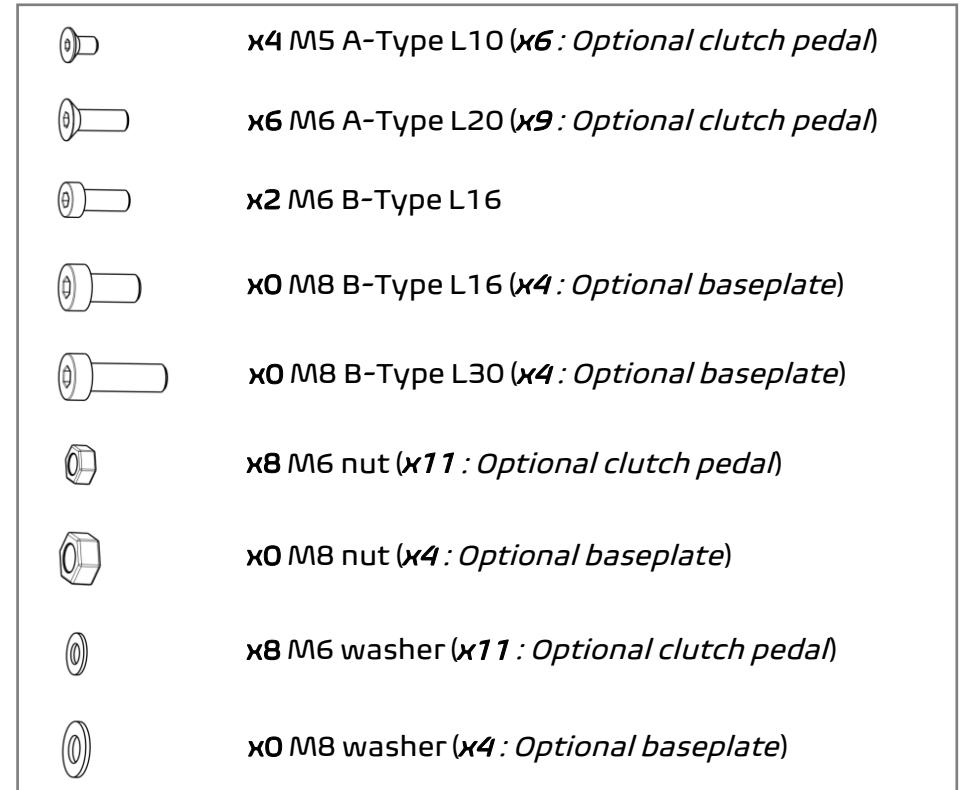 x4 M5 A-Type L10 (x6 : Optional clutch pedal)
x6 M6 A-Type L20 (x9 : Optional clutch pedal)
x2 M6 B-Type L16
x0 M8 B-Type L16 (x4 : Optional baseplate)
x0 M8 B-Type L30 (x4 : Optional baseplate)
x8 M6 nut (x11 : Optional clutch pedal)
x0 M8 nut (x4 : Optional baseplate)
x8 M6 washer (x11 : Optional clutch pedal)
x0 M8 washer (x4 : Optional baseplate)